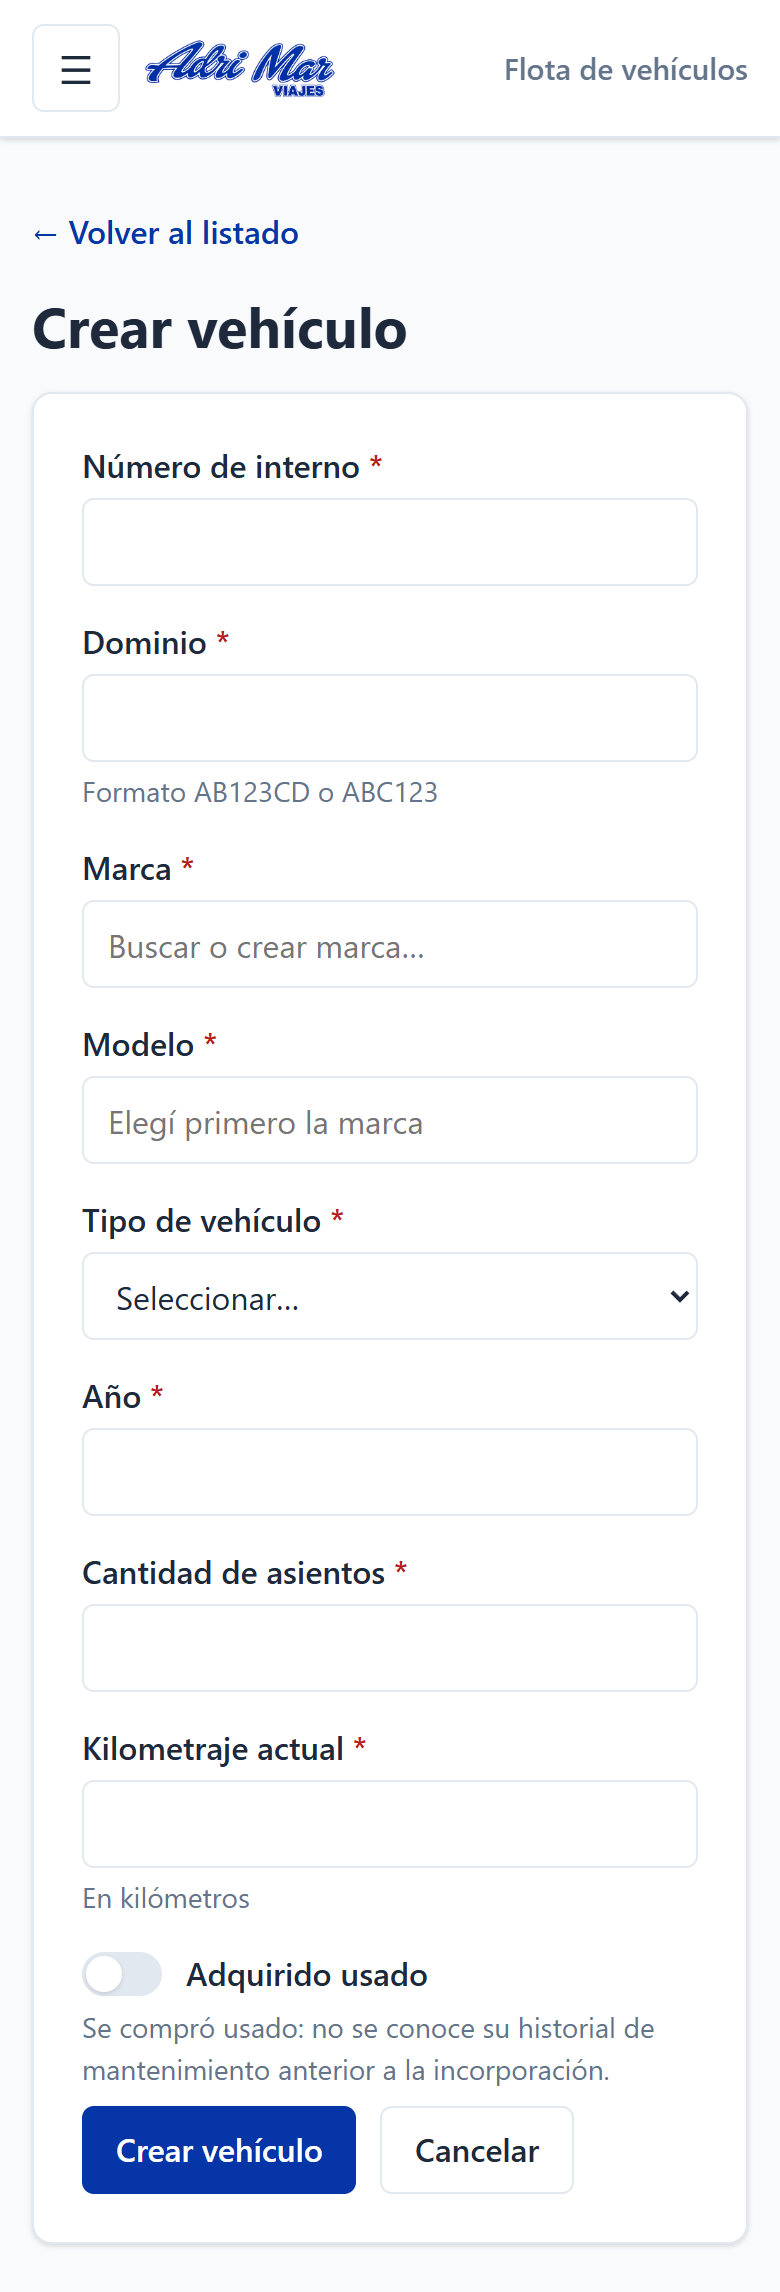 ☰
Adri Mar
VIAJES
Flota de vehículos
← Volver al listado
Crear vehículo
Número de interno *
Dominio *
Formato AB123CD o ABC123
Marca *
Buscar o crear marca...
Modelo *
Elegí primero la marca
Tipo de vehículo *
Seleccionar...
Año *
Cantidad de asientos *
Kilometraje actual *
En kilómetros
Adquirido usado
Se compró usado: no se conoce su historial de
mantenimiento anterior a la incorporación.
Crear vehículo
Cancelar